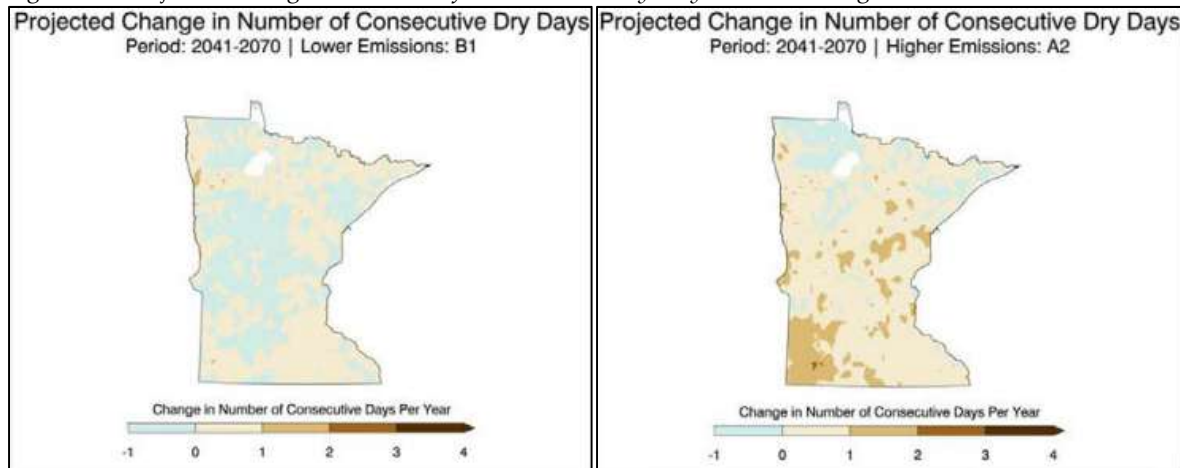 Projected Change in Number of Consecutive Dry Days
Period: 2041-2070 | Lower Emissions: B1
Change in Number of Consecutive Days Per Year
-1 0 1 2 3 4
Projected Change in Number of Consecutive Dry Days
Period: 2041-2070 | Higher Emissions: A2
Change in Number of Consecutive Days Per Year
-1 0 1 2 3 4